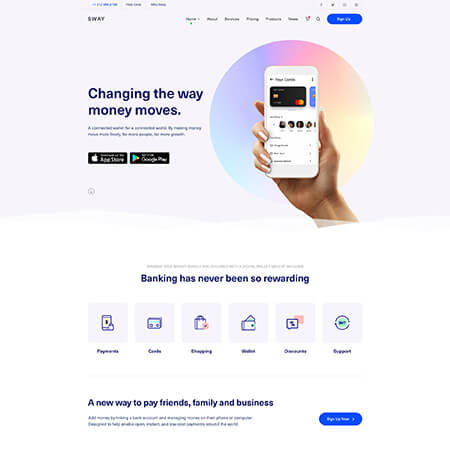 SWAY
Home
About
Services
Pricing
Products
News
Sign Up
Changing the way
money moves.
A connected wallet for a connected world. By making money
move more freely, for more people, for more growth.
App Store
Google Play
Your Cards
Banking has never been so rewarding
Payments
Cards
Shopping
Wallet
Discounts
Support
A new way to pay friends, family and business
Add money by linking a bank account and managing money on their phone or computer.
Designed to help enable open, instant, and low-cost payments around the world.
Sign Up Now